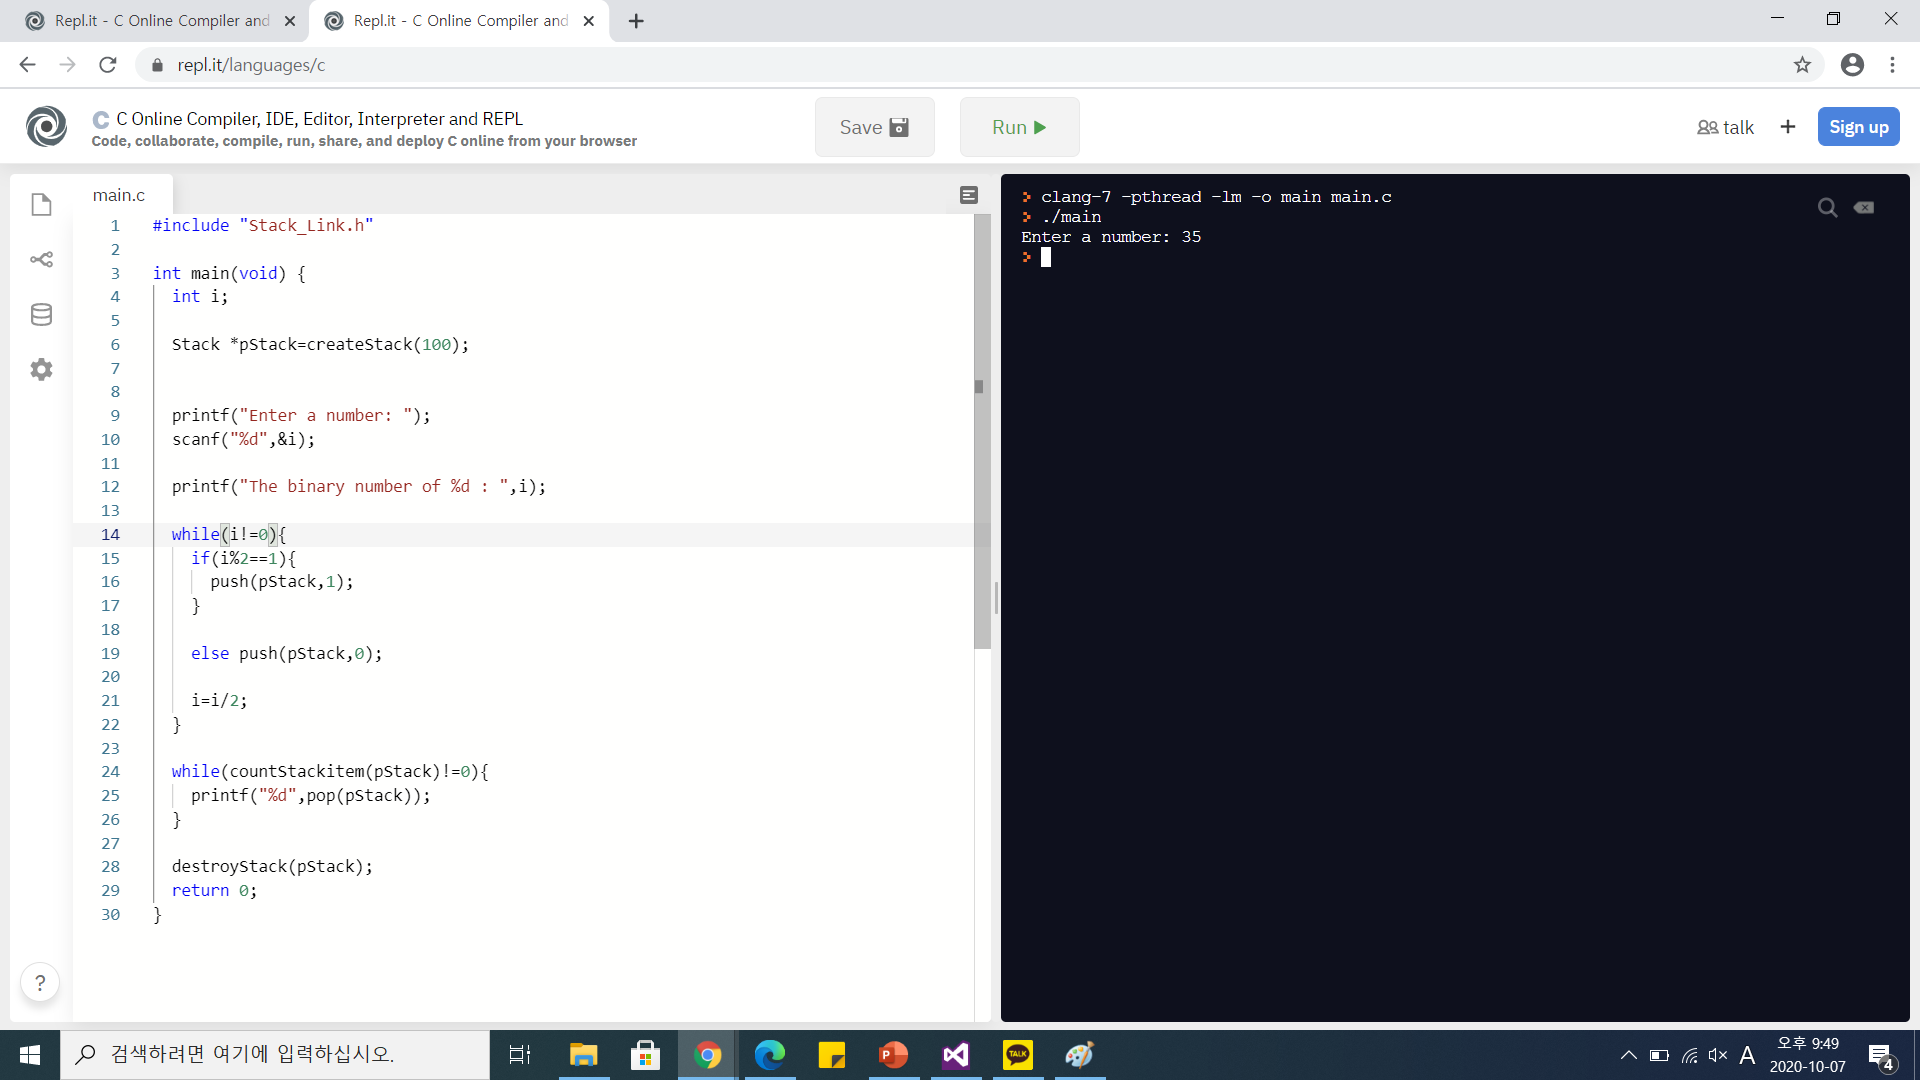 Repl.it - C Online Compiler and
Repl.it - C Online Compiler and
repl.it/languages/c
C C Online Compiler, IDE, Editor, Interpreter and REPL
Code, collaborate, compile, run, share, and deploy C online from your browser
Save
Run
talk
Sign up
main.c
1 #include "Stack_Link.h"
2
3 int main(void) {
4 int i;
5
6 Stack *pStack=createStack(100);
7
8
9 printf("Enter a number: ");
10 scanf("%d",&i);
11
12 printf("The binary number of %d : ",i);
13
14 while(i!=0){
15 if(i%2==1){
16 push(pStack,1);
17 }
18
19 else push(pStack,0);
20
21 i=i/2;
22 }
23
24 while(countStackitem(pStack)!=0){
25 printf("%d",pop(pStack));
26 }
27
28 destroyStack(pStack);
29 return 0;
30 }
?
> clang-7 -pthread -lm -o main main.c
> ./main
Enter a number: 35
>
검색하려면 여기에 입력하십시오.
P
TALK
A
오후 9:49
2020-10-07
4